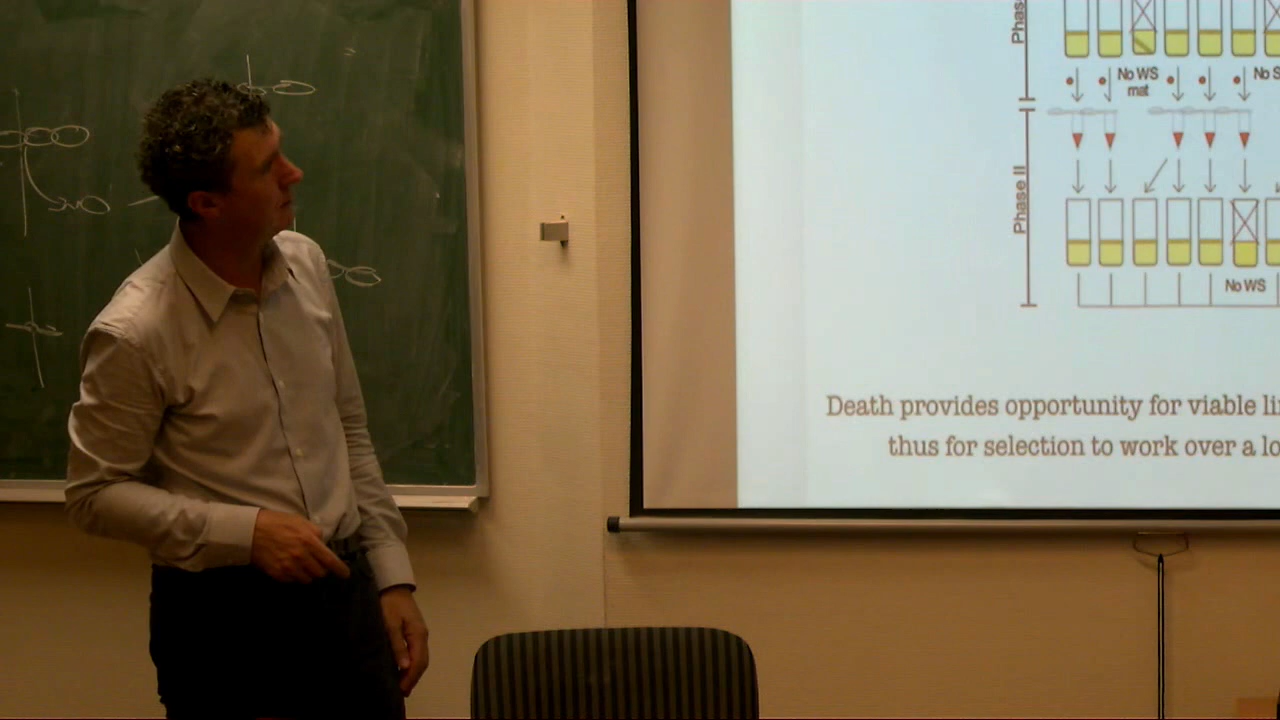 Phas
No WS
mat
No S
Phase II
No WS
Death provides opportunity for viable li
thus for selection to work over a lo